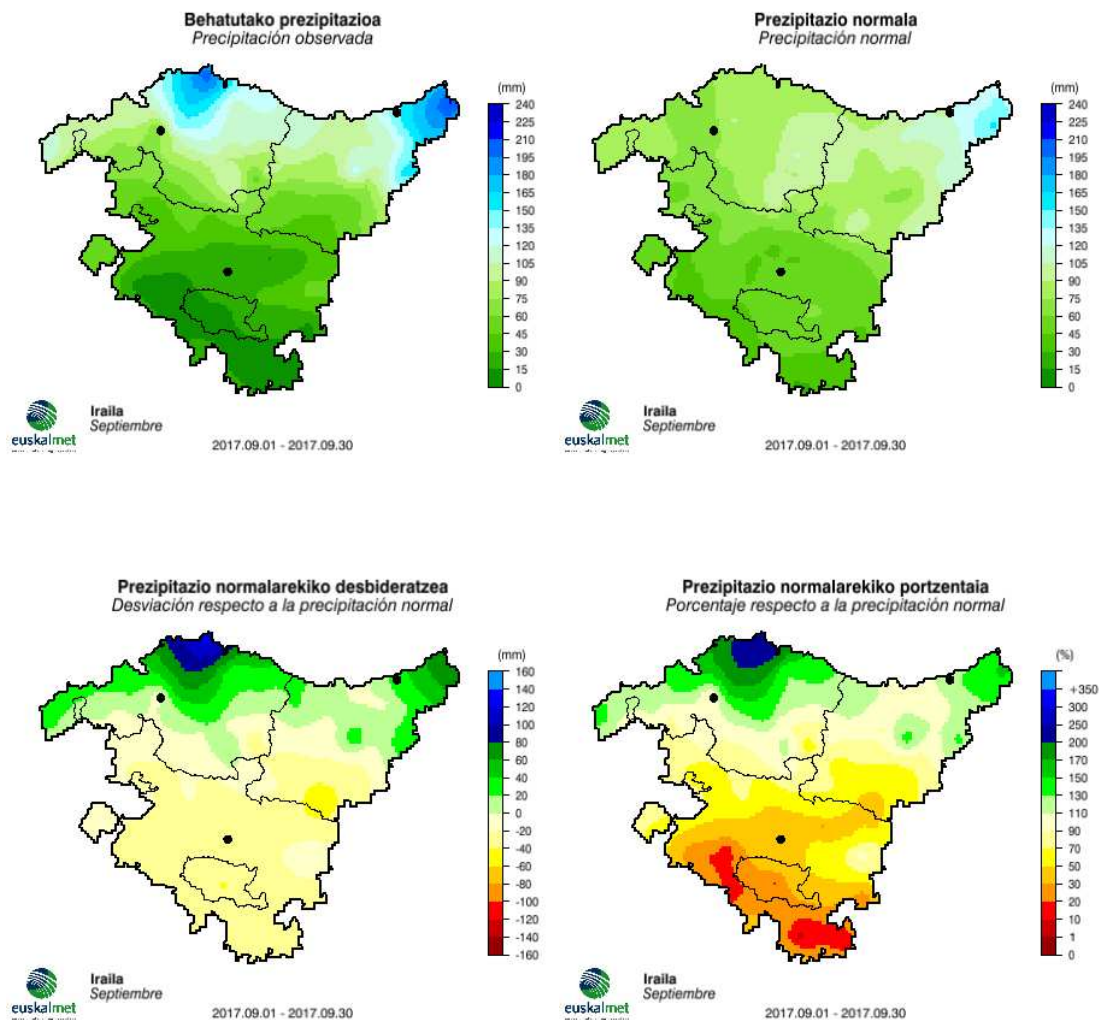 Behatutako prezipitazioa
Precipitación observada
(mm)
240
225
210
195
180
165
150
135
120
105
90
75
60
45
30
15
0
euskalmet
Iraila
Septiembre
2017.09.01 - 2017.09.30
Prezipitazio normala
Precipitación normal
(mm)
240
225
210
195
180
165
150
135
120
105
90
75
60
45
30
15
0
euskalmet
Iraila
Septiembre
2017.09.01 - 2017.09.30
Prezipitazio normalarekiko desbideratzea
Desviación respecto a la precipitación normal
(mm)
160
140
120
100
80
60
40
20
0
-20
-40
-60
-80
-100
-120
-140
-160
euskalmet
Iraila
Septiembre
2017.09.01 - 2017.09.30
Prezipitazio normalarekiko portzentaia
Porcentaje respecto a la precipitación normal
(%)
+350
300
250
200
170
150
130
110
90
70
50
30
20
10
1
0
euskalmet
Iraila
Septiembre
2017.09.01 - 2017.09.30